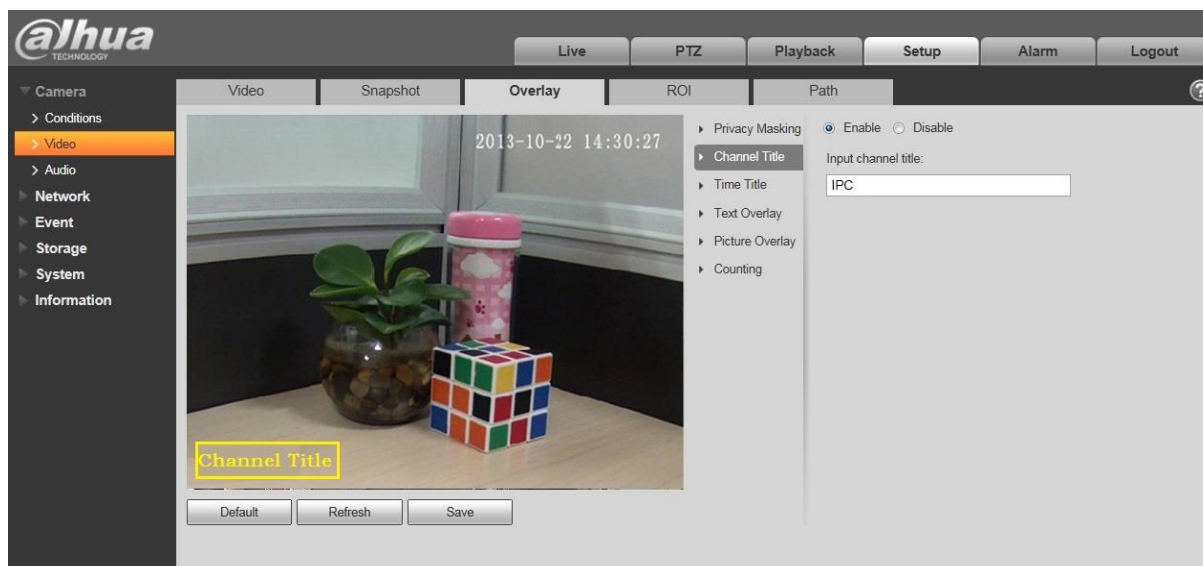 alhua
TECHNOLOGY
Live
PTZ
Playback
Setup
Alarm
Logout
Camera
Conditions
Video
Audio
Network
Event
Storage
System
Information
Video
Snapshot
Overlay
ROI
Path
?
2013-10-22 14:30:27
Channel Title
Default
Refresh
Save
Privacy Masking
Channel Title
Time Title
Text Overlay
Picture Overlay
Counting
Enable
Disable
Input channel title:
IPC